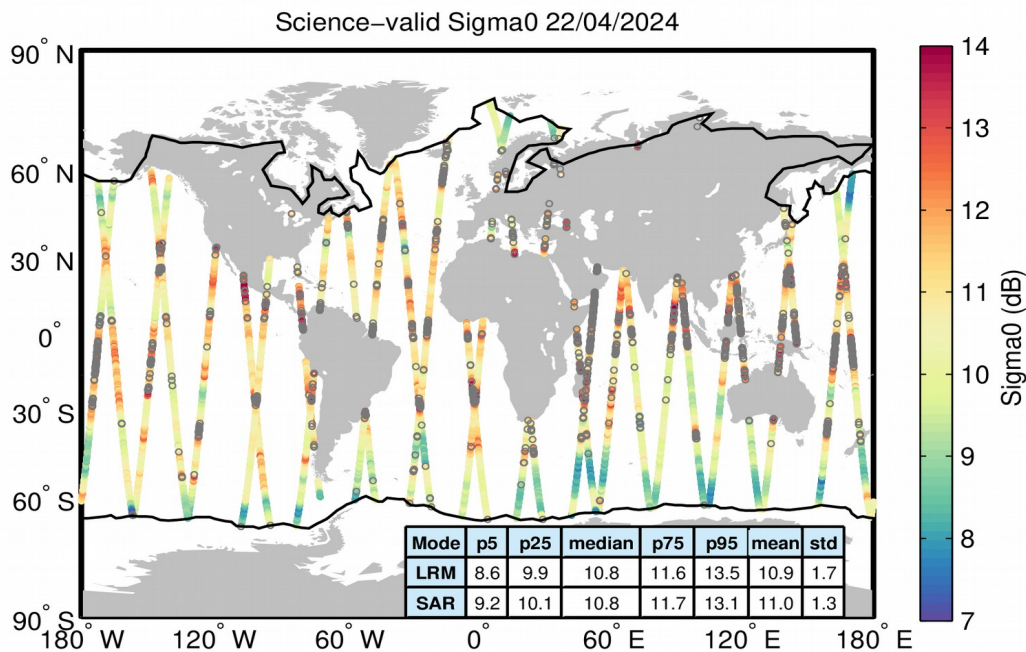 Science−valid Sigma0 22/04/2024
90° N
60° N
30° N
0°
30° S
60° S
90° S
180° W
120° W
60° W
0°
60° E
120° E
180° E
14
13
12
11
10
9
8
7
Sigma0 (dB)
Mode p5 p25 median p75 p95 mean std
LRM 8.6 9.9 10.8 11.6 13.5 10.9 1.7
SAR 9.2 10.1 10.8 11.7 13.1 11.0 1.3